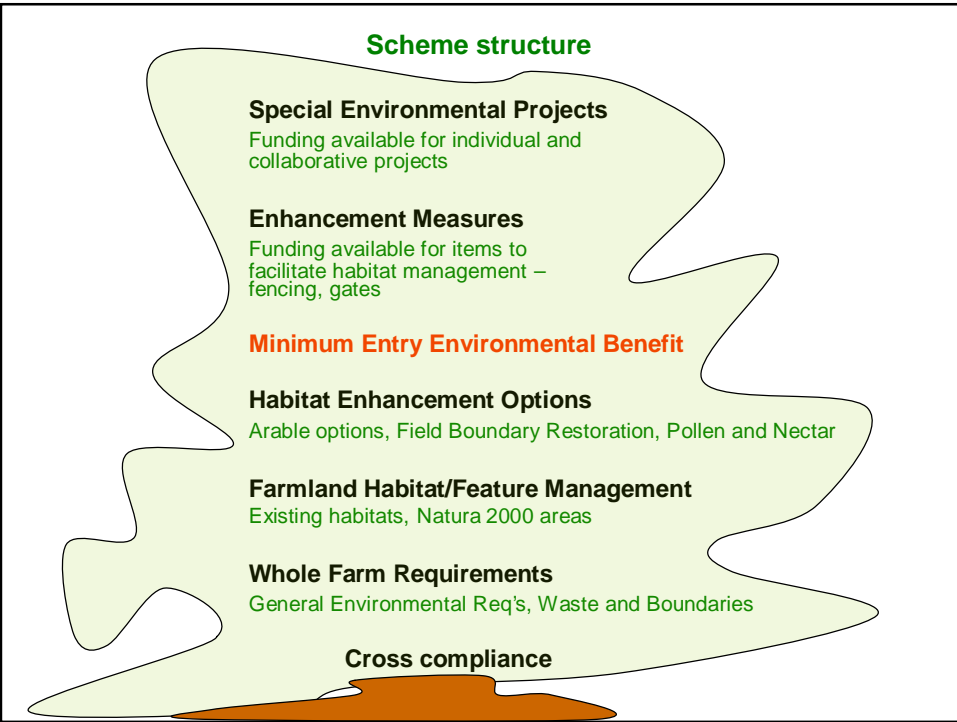 Scheme structure
Special Environmental Projects
Funding available for individual and
collaborative projects
Enhancement Measures
Funding available for items to
facilitate habitat management –
fencing, gates
Minimum Entry Environmental Benefit
Habitat Enhancement Options
Arable options, Field Boundary Restoration, Pollen and Nectar
Farmland Habitat/Feature Management
Existing habitats, Natura 2000 areas
Whole Farm Requirements
General Environmental Req's, Waste and Boundaries
Cross compliance